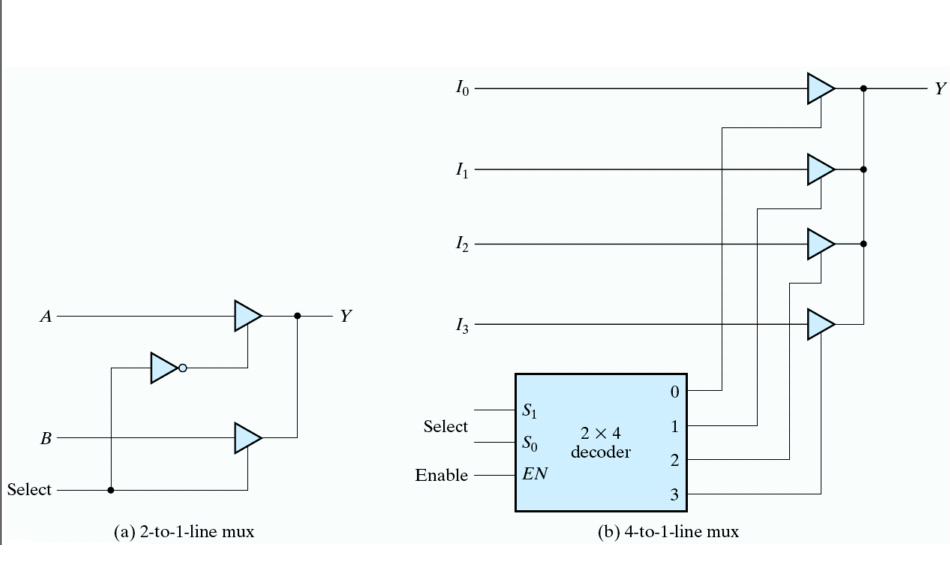 A
B
Select
Y
(a) 2-to-1-line mux
I0
I1
I2
I3
Y
Select
Enable
S1
S0
EN
2 × 4
decoder
0
1
2
3
(b) 4-to-1-line mux